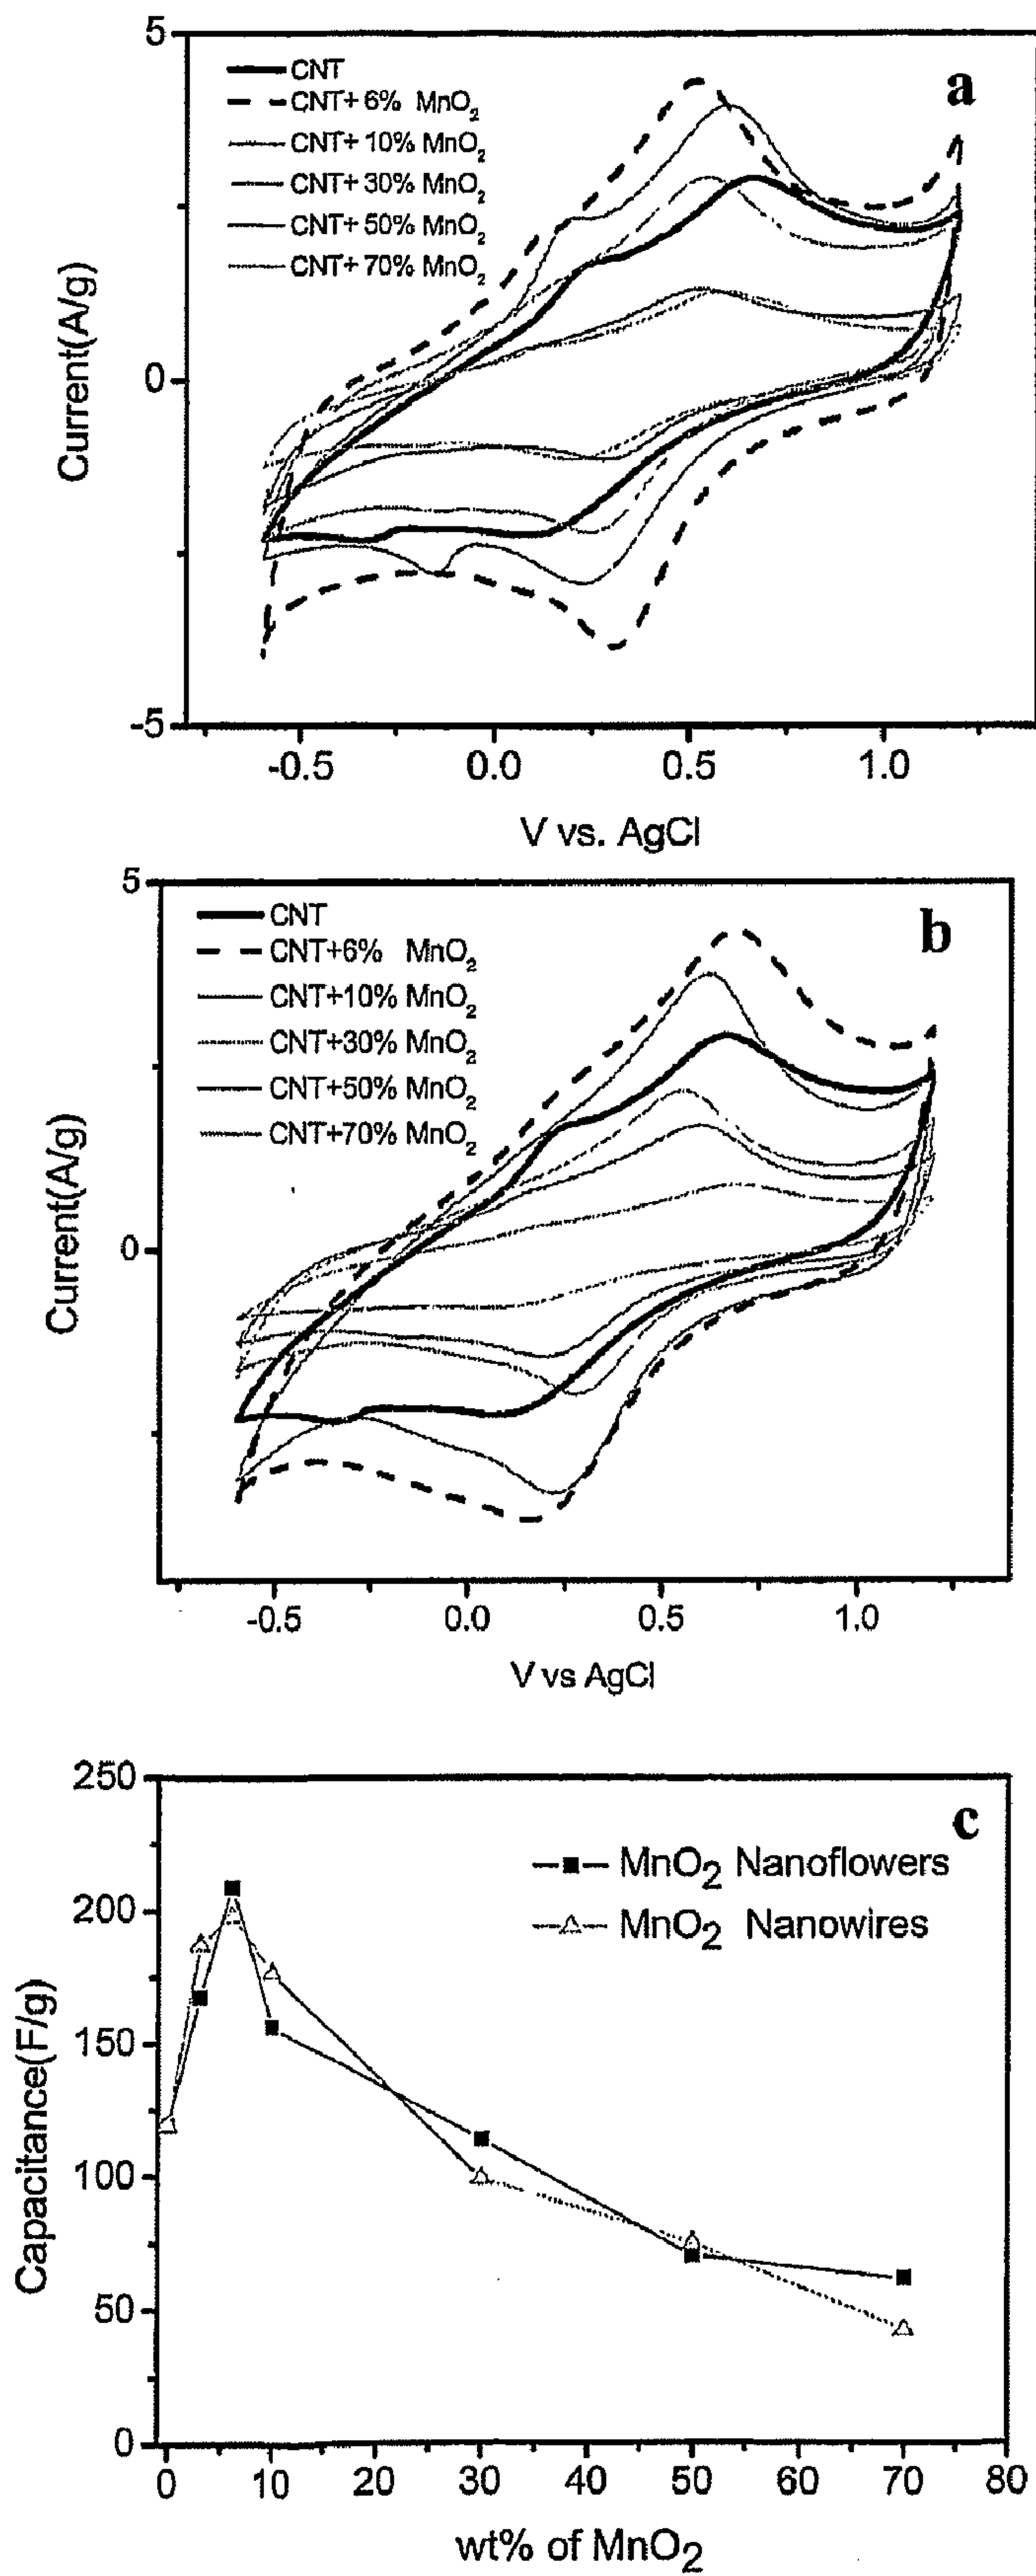 5
a
CNT
CNT+ 6% MnO2
CNT+ 10% MnO2
CNT+ 30% MnO2
CNT+ 50% MnO2
CNT+ 70% MnO2
Current(A/g)
0
-5
-0.5 0.0 0.5 1.0
V vs. AgCl
5
b
CNT
CNT+6% MnO2
CNT+10% MnO2
CNT+30% MnO2
CNT+50% MnO2
CNT+70% MnO2
Current(A/g)
0
-0.5 0.0 0.5 1.0
V vs AgCl
250
c
MnO2 Nanoflowers
MnO2 Nanowires
200
150
Capacitance(F/g)
100
50
0
0 10 20 30 40 50 60 70 80
wt% of MnO2